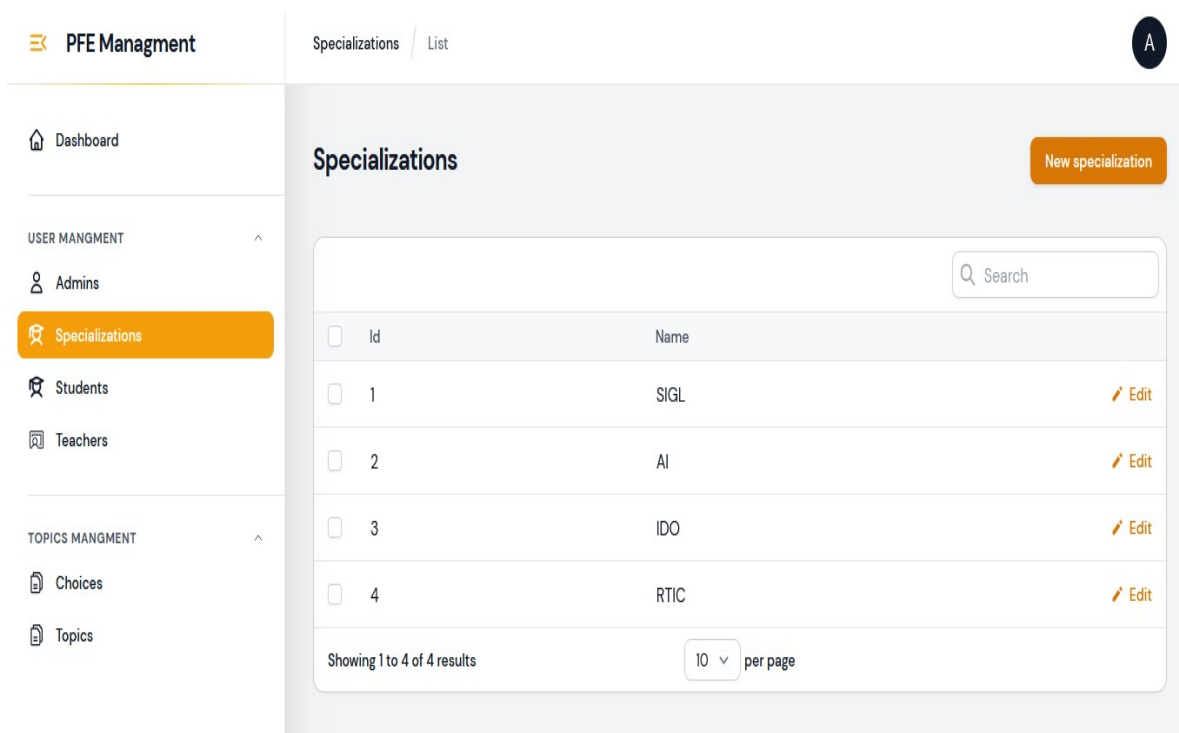 PFE Managment
Specializations / List
A
Dashboard
USER MANGMENT
Admins
Specializations
Students
Teachers
TOPICS MANGMENT
Choices
Topics
Specializations
New specialization
Search
Id Name
1 SIGL Edit
2 AI Edit
3 IDO Edit
4 RTIC Edit
Showing 1 to 4 of 4 results 10 per page